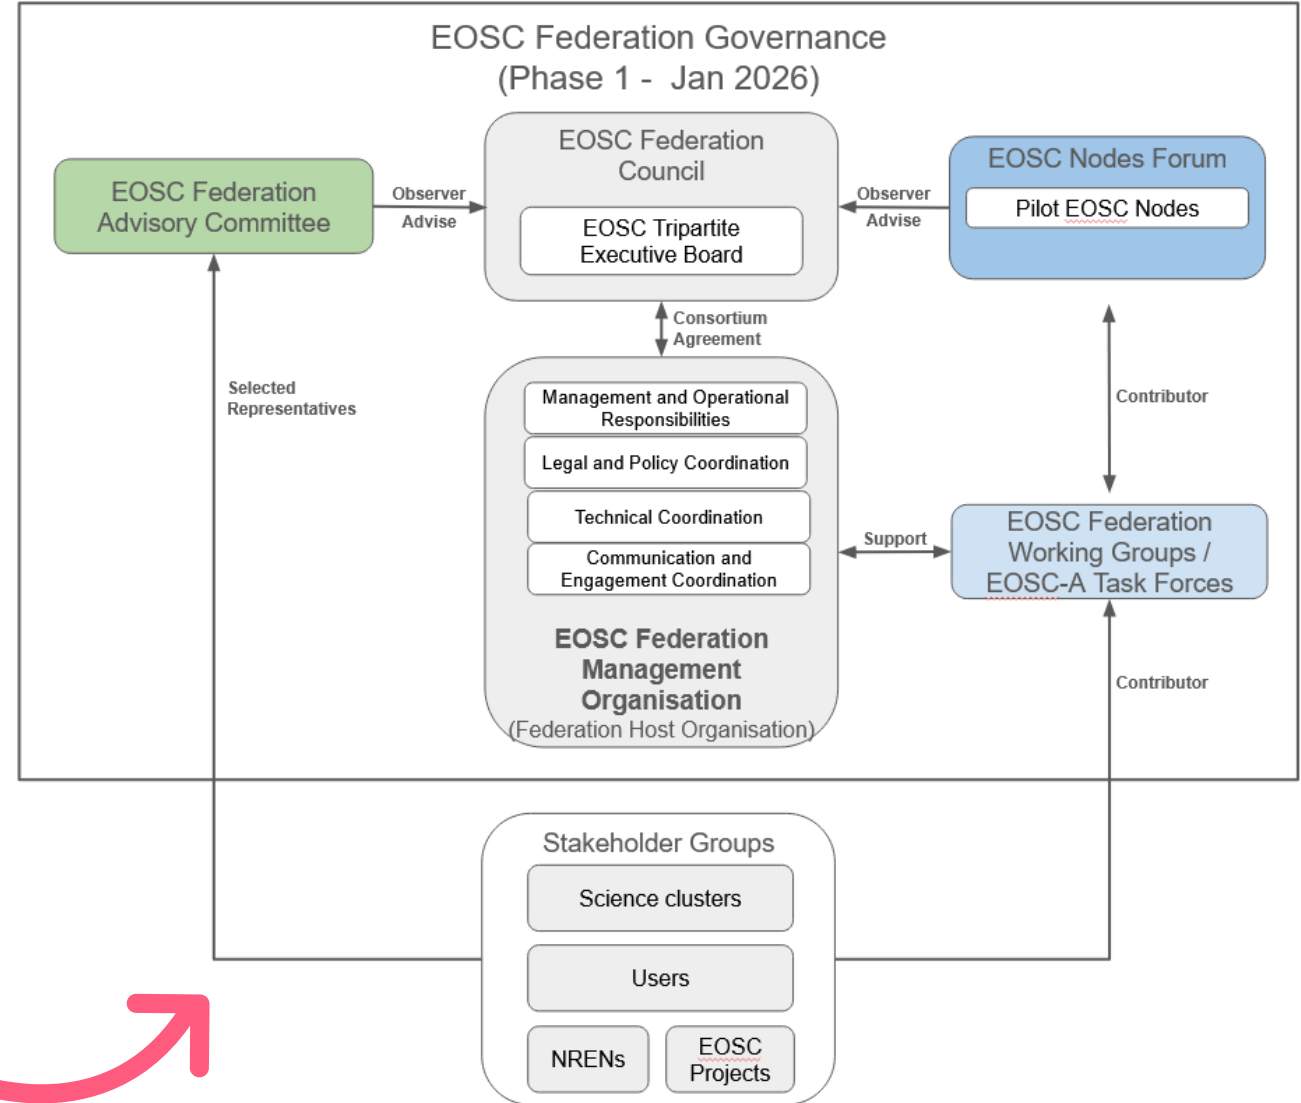 EOSC Federation Governance
(Phase 1 - Jan 2026)
EOSC Federation
Advisory Committee
Observer
Advise
EOSC Federation
Council
EOSC Tripartite
Executive Board
Observer
Advise
EOSC Nodes Forum
Pilot EOSC Nodes
Consortium
Agreement
Selected
Representatives
Management and Operational
Responsibilities
Legal and Policy Coordination
Technical Coordination
Communication and
Engagement Coordination
EOSC Federation
Management
Organisation
(Federation Host Organisation)
Contributor
Support
EOSC Federation
Working Groups /
EOSC-A Task Forces
Contributor
Stakeholder Groups
Science clusters
Users
NRENs
EOSC
Projects